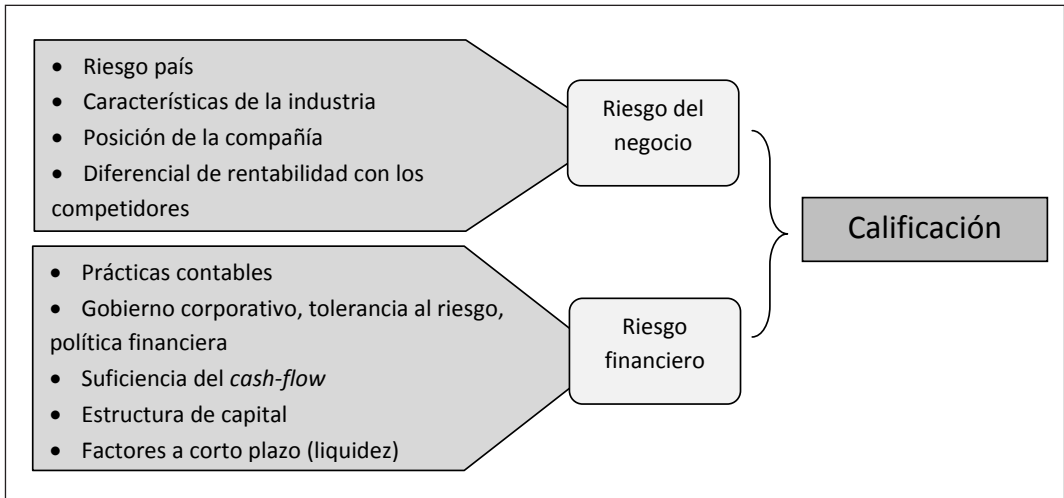 • Riesgo país
• Características de la industria
• Posición de la compañía
• Diferencial de rentabilidad con los
competidores
Riesgo del
negocio
• Prácticas contables
• Gobierno corporativo, tolerancia al riesgo,
política financiera
• Suficiencia del cash-flow
• Estructura de capital
• Factores a corto plazo (liquidez)
Riesgo
financiero
Calificación